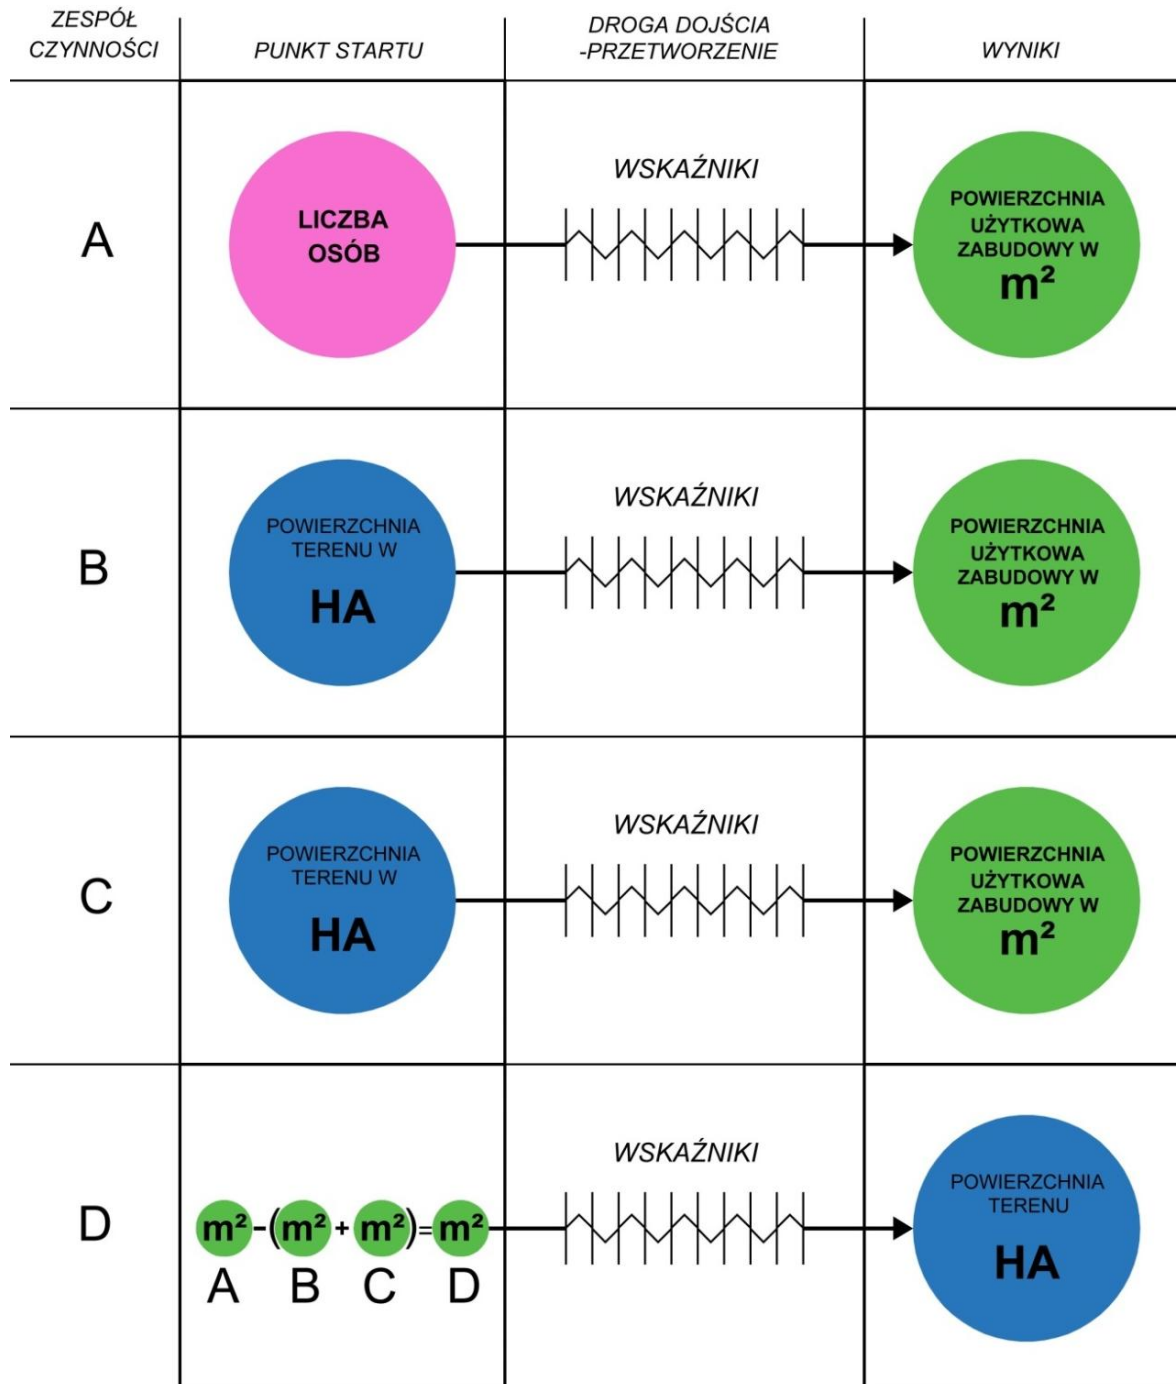 ZESPÓŁ
CZYNNOŚCI
PUNKT STARTU
DROGA DOJŚCIA
-PRZETWORZENIE
WYNIKI
A
LICZBA
OSÓB
WSKAŹNIKI
POWIERZCHNIA
UŻYTKOWA
ZABUDOWY W
m²
B
POWIERZCHNIA
TERENU W
HA
WSKAŹNIKI
POWIERZCHNIA
UŻYTKOWA
ZABUDOWY W
m²
C
POWIERZCHNIA
TERENU W
HA
WSKAŹNIKI
POWIERZCHNIA
UŻYTKOWA
ZABUDOWY W
m²
D
m²-(m²+m²)=m²
A B C D
WSKAŹNIKI
POWIERZCHNIA
TERENU
HA